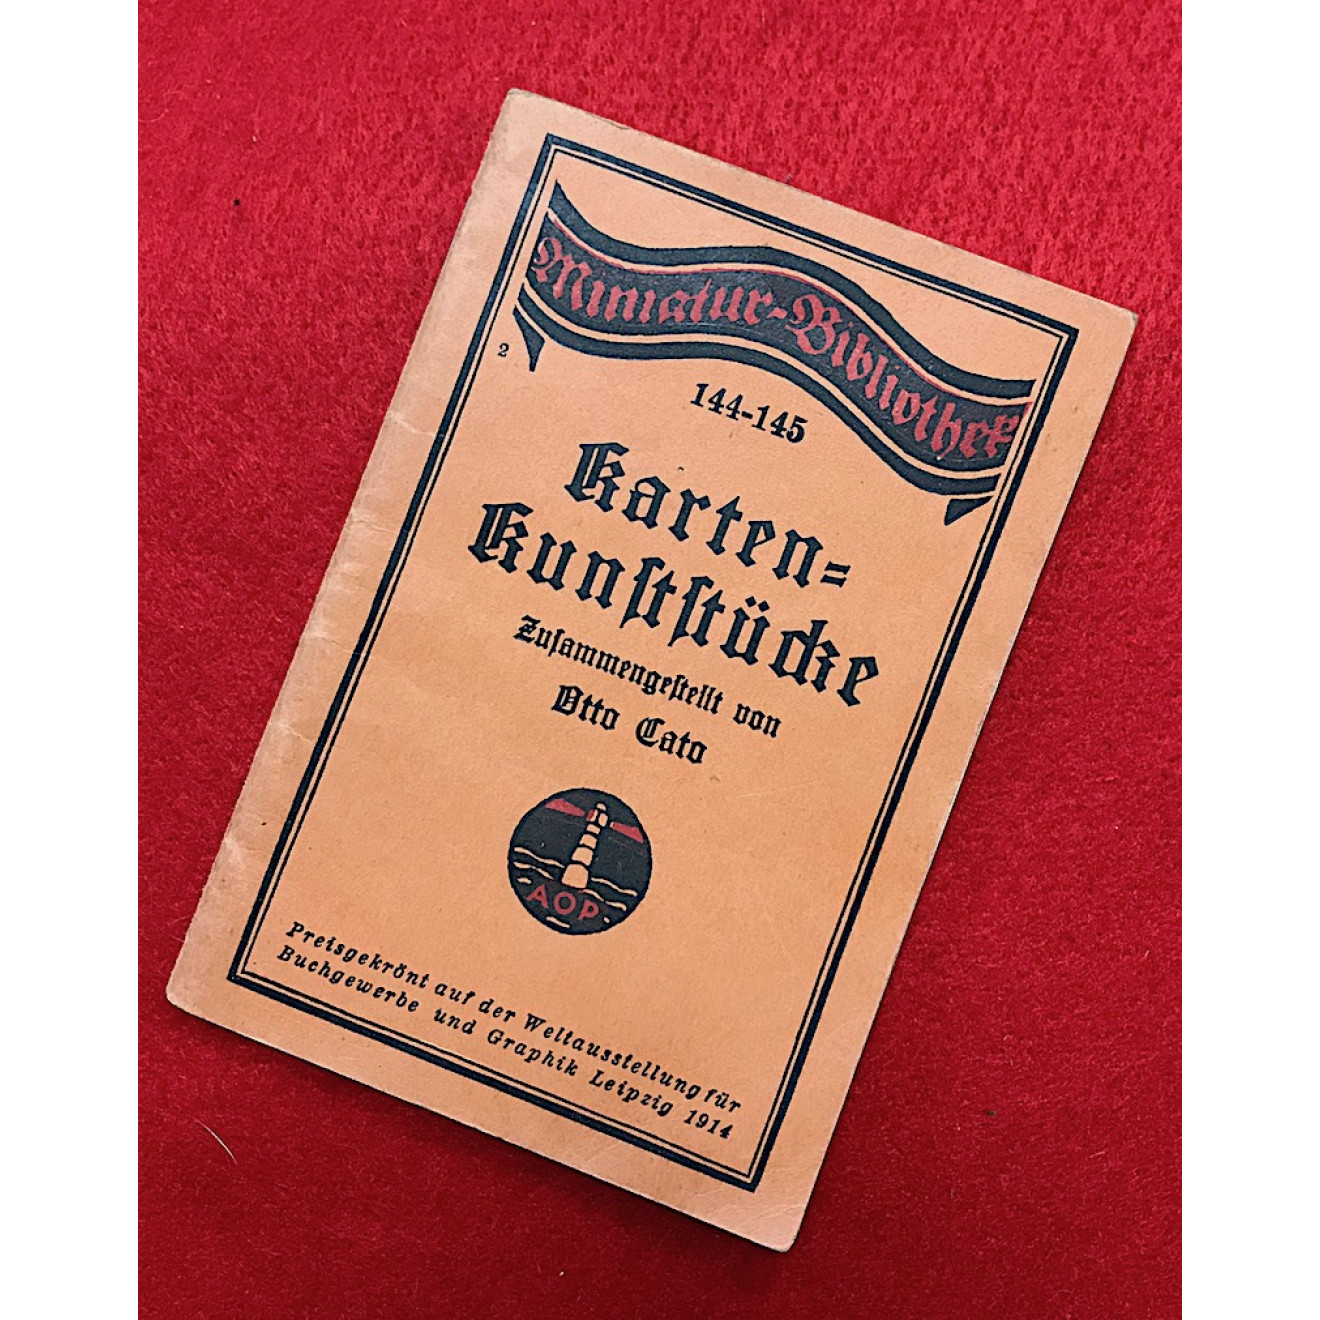 Miniatur-Bibliothek
2
144-145
Karten=
Kunſtſtücke
Zuſammengeſtellt von
Otto Cato
AOP
Preisgekrönt auf der Weltausstellung für
Buchgewerbe und Graphik Leipzig 1914